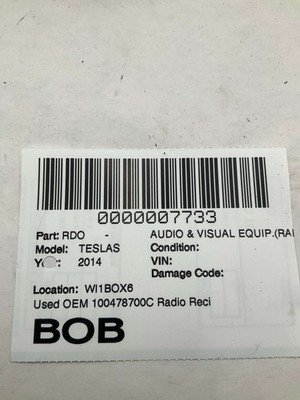 0000007733
Part: RDO - AUDIO & VISUAL EQUIP.(RAI
Model: TESLAS Condition:
2014 VIN:
Damage Code:
Location: WI1BOX6
Used OEM 100478700C Radio Reci
BOB